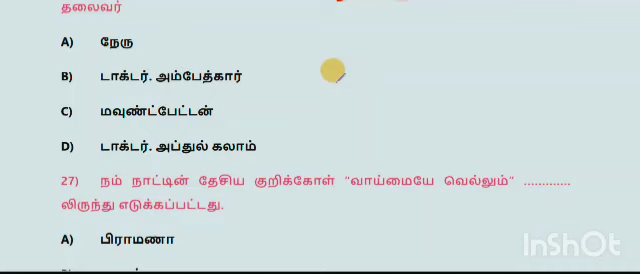 தலைவர்
A) நேரு
B) டாக்டர். அம்பேத்கார்
C) மவுண்ட்பேட்டன்
D) டாக்டர். அப்துல் கலாம்
27) நம் நாட்டின் தேசிய குறிக்கோள் “வாய்மையே வெல்லும்” ............
லிருந்து எடுக்கப்பட்டது.
A) பிராமணா
InShOt